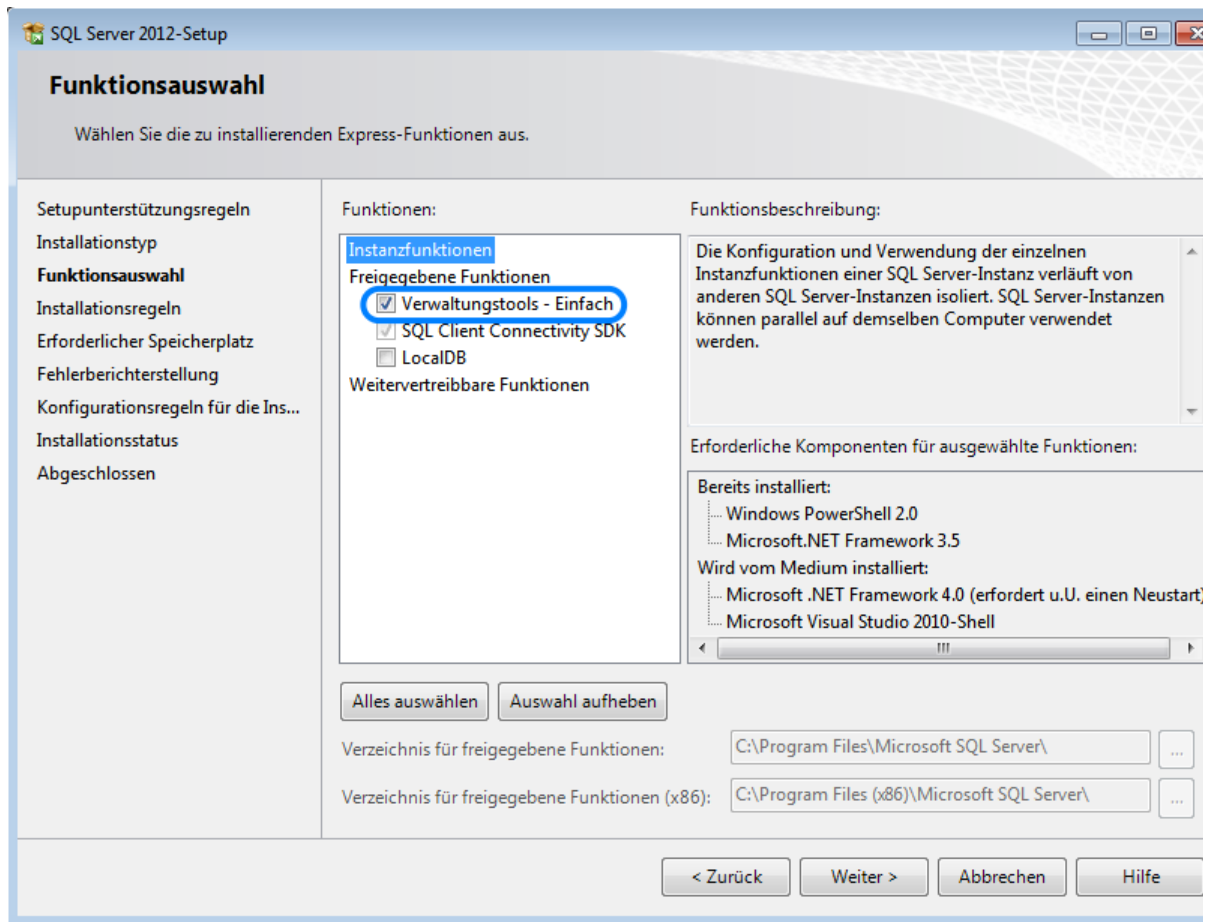 SQL Server 2012-Setup
Funktionsauswahl
Wählen Sie die zu installierenden Express-Funktionen aus.
Setupunterstützungsregeln
Installationstyp
Funktionsauswahl
Installationsregeln
Erforderlicher Speicherplatz
Fehlerberichterstellung
Konfigurationsregeln für die Ins...
Installationsstatus
Abgeschlossen
Funktionen:
Instanzfunktionen
Freigegebene Funktionen
Verwaltungstools - Einfach
SQL Client Connectivity SDK
LocalDB
Weitervertreibbare Funktionen
Funktionsbeschreibung:
Die Konfiguration und Verwendung der einzelnen
Instanzfunktionen einer SQL Server-Instanz verläuft von
anderen SQL Server-Instanzen isoliert. SQL Server-Instanzen
können parallel auf demselben Computer verwendet
werden.
Erforderliche Komponenten für ausgewählte Funktionen:
Bereits installiert:
Windows PowerShell 2.0
Microsoft.NET Framework 3.5
Wird vom Medium installiert:
Microsoft .NET Framework 4.0 (erfordert u.U. einen Neustart)
Microsoft Visual Studio 2010-Shell
Alles auswählen
Auswahl aufheben
Verzeichnis für freigegebene Funktionen:
C:\Program Files\Microsoft SQL Server\
...
Verzeichnis für freigegebene Funktionen (x86):
C:\Program Files (x86)\Microsoft SQL Server\
...
< Zurück
Weiter >
Abbrechen
Hilfe